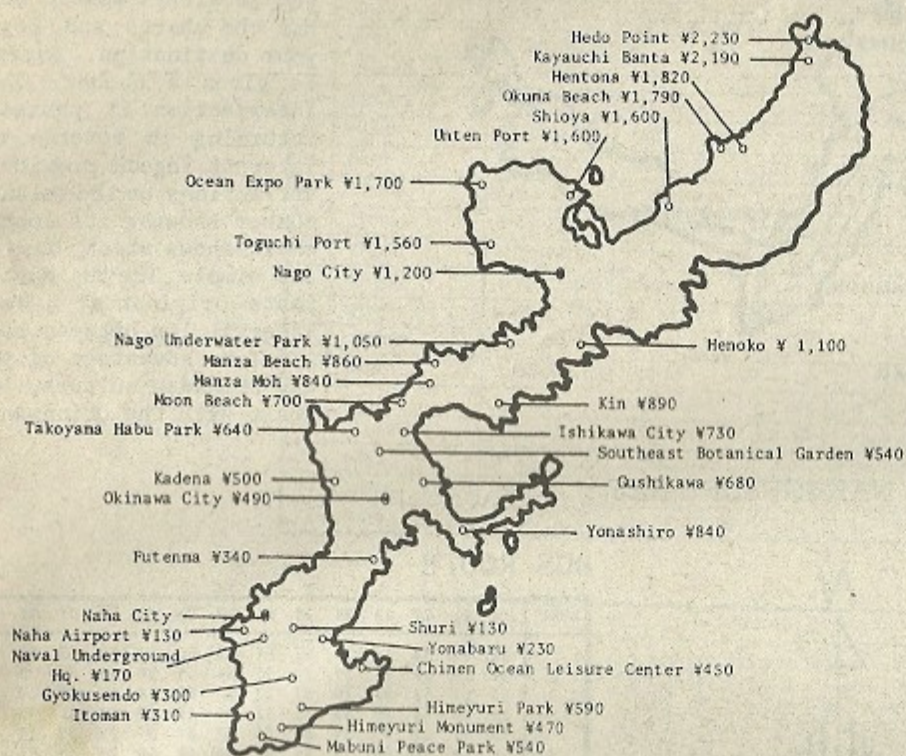 Hedo Point ¥2,230
Kayauchi Banta ¥2,190
Hentona ¥1,820
Okuma Beach ¥1,790
Shioya ¥1,600
Unten Port ¥1,600
Ocean Expo Park ¥1,700
Toguchi Port ¥1,560
Nago City ¥1,200
Nago Underwater Park ¥1,050
Henoko ¥ 1,100
Manza Beach ¥860
Manza Moh ¥840
Moon Beach ¥700
Kin ¥890
Takoyama Habu Park ¥640
Ishikawa City ¥730
Southeast Botanical Garden ¥540
Kadena ¥500
Gushikawa ¥680
Okinawa City ¥490
Yonashiro ¥840
Futenma ¥340
Naha City
Naha Airport ¥130
Shuri ¥130
Yonabaru ¥230
Naval Underground
Hq. ¥170
Chinen Ocean Leisure Center ¥450
Gyokusendo ¥300
Himeyuri Park ¥590
Itoman ¥310
Himeyuri Monument ¥470
Mabuni Peace Park ¥540